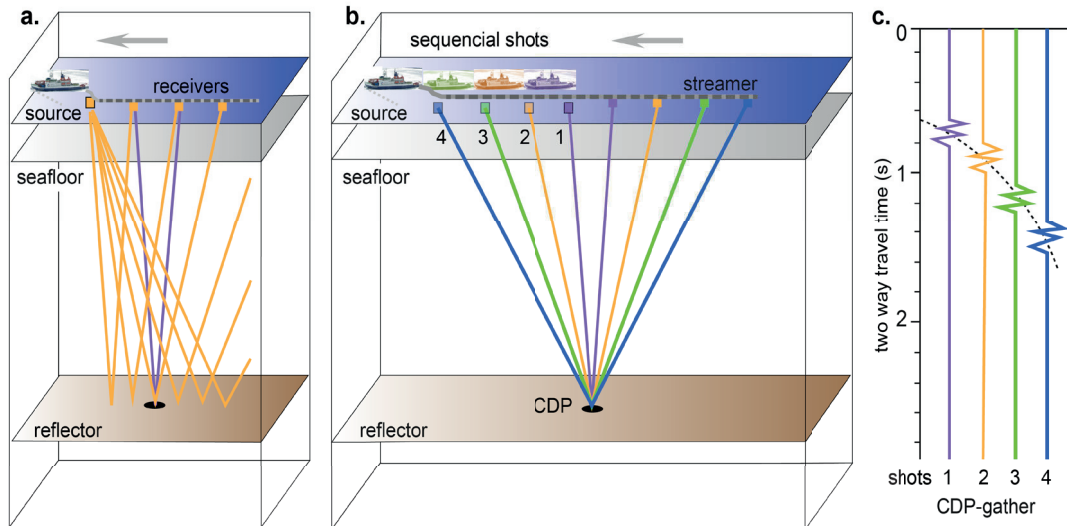 a.
receivers
source
seafloor
reflector
b.
sequencial shots
streamer
source
4 3 2 1
seafloor
CDP
reflector
c.
0
1
2
two way travel time (s)
shots 1 2 3 4
CDP-gather